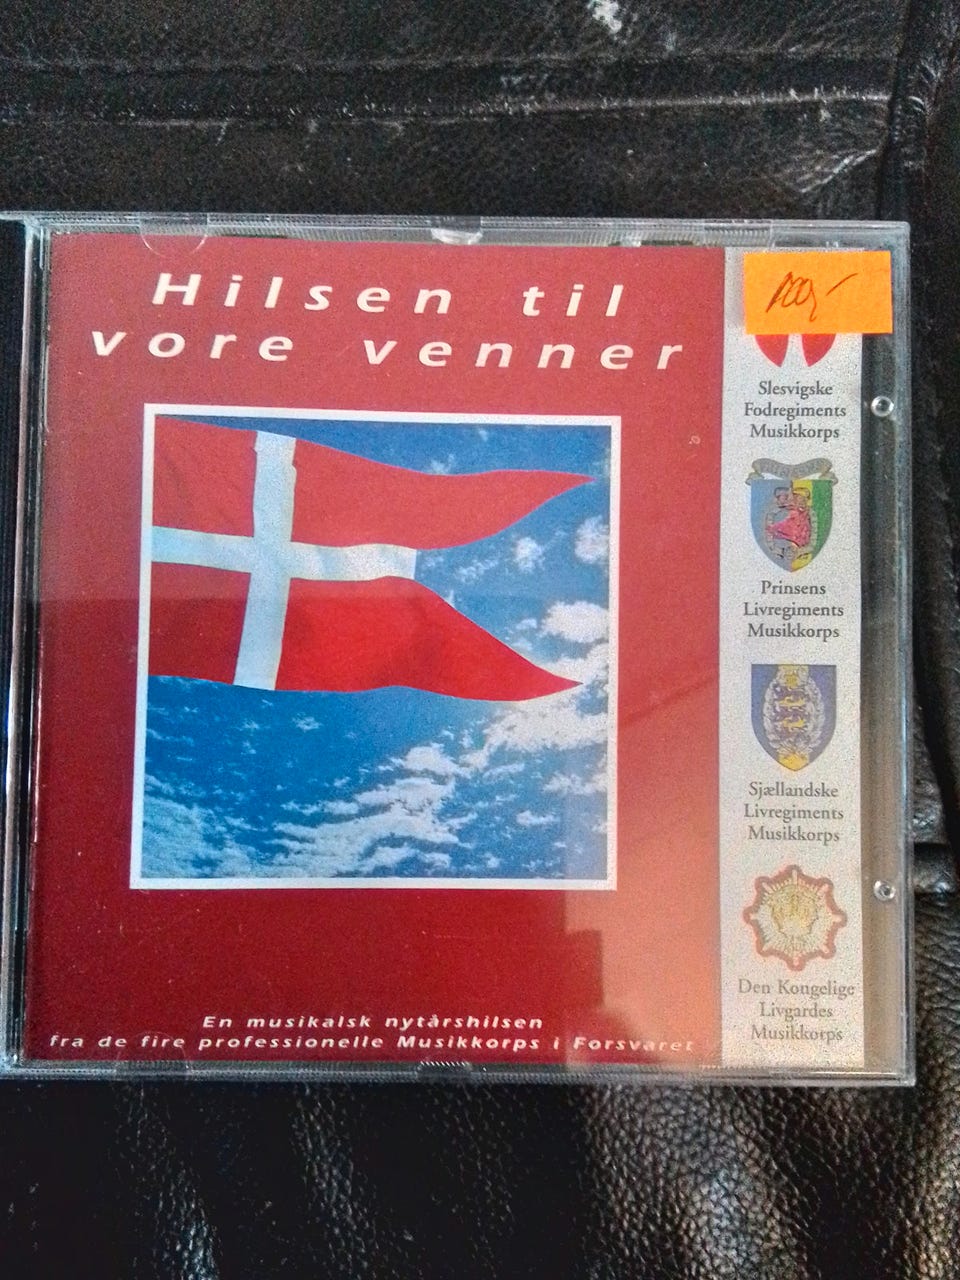 Hilsen til
vore venner
100,-
Slesvigske
Fodregiments
Musikkorps
Prinsens
Livregiments
Musikkorps
Sjællandske
Livregiments
Musikkorps
Den Kongelige
Livgardes
Musikkorps
En musikalsk nytårshilsen
fra de fire professionelle Musikkorps i Forsvaret